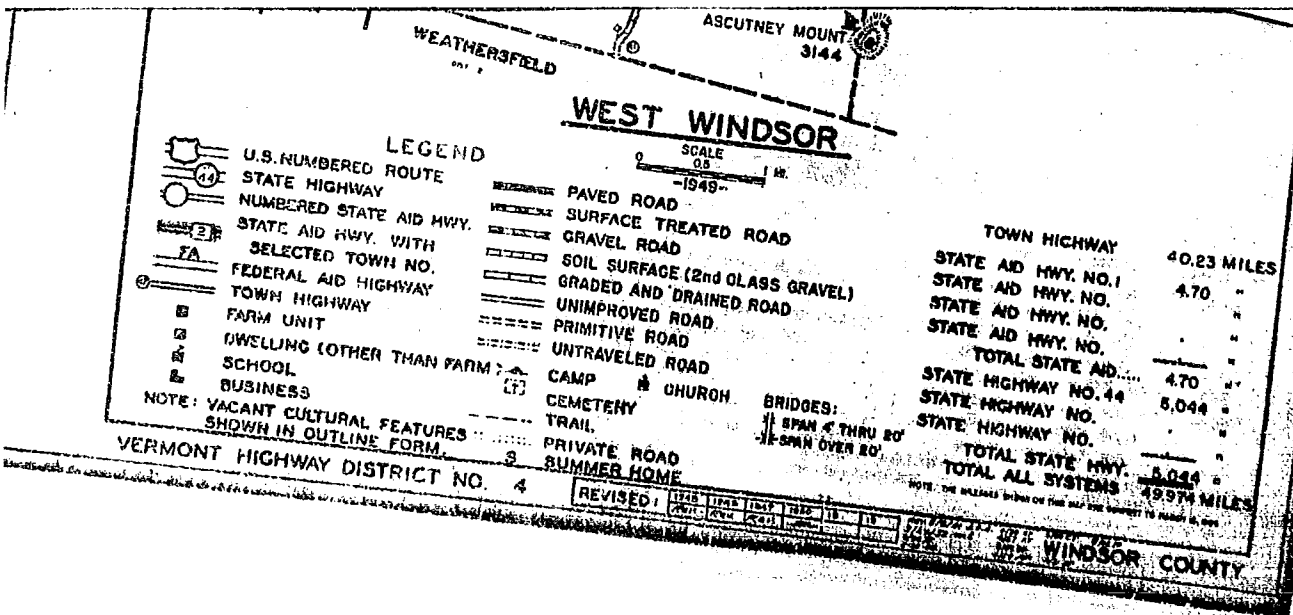 ASCUTNEY MOUNT.
3144
WEATHERSFIELD
WEST WINDSOR
SCALE
0 0.5 1 MI.
-1949-
LEGEND
U.S. NUMBERED ROUTE
44 STATE HIGHWAY
NUMBERED STATE AID HWY.
2 STATE AID HWY. WITH
SELECTED TOWN NO.
FA FEDERAL AID HIGHWAY
TOWN HIGHWAY
FARM UNIT
DWELLING (OTHER THAN FARM)
SCHOOL
BUSINESS
NOTE: VACANT CULTURAL FEATURES
SHOWN IN OUTLINE FORM.
PAVED ROAD
SURFACE TREATED ROAD
GRAVEL ROAD
SOIL SURFACE (2nd CLASS GRAVEL)
GRADED AND DRAINED ROAD
UNIMPROVED ROAD
PRIMITIVE ROAD
UNTRAVELED ROAD
CAMP CHURCH
CEMETERY
TRAIL
PRIVATE ROAD
S SUMMER HOME
BRIDGES:
SPAN 4' THRU 20'
SPAN OVER 20'
TOWN HIGHWAY 40.23 MILES
STATE AID HWY. NO. 1 4.70 "
STATE AID HWY. NO. "
STATE AID HWY. NO. "
STATE AID HWY. NO. "
TOTAL STATE AID..... 4.70 "
STATE HIGHWAY NO. 44 5.044 "
STATE HIGHWAY NO. "
STATE HIGHWAY NO. "
TOTAL STATE HWY. 5.044 "
TOTAL ALL SYSTEMS 49.974 MILES
VERMONT HIGHWAY DISTRICT NO. 4
REVISED:
WINDSOR COUNTY